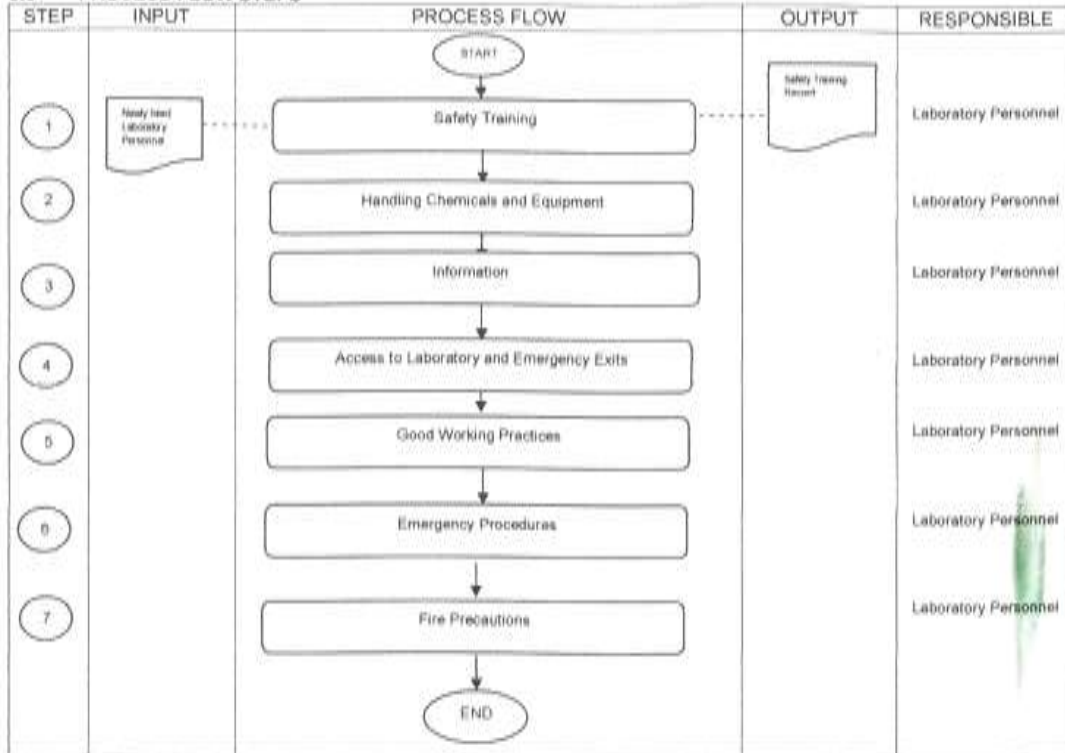 STEP INPUT PROCESS FLOW OUTPUT RESPONSIBLE
START
1
Newly hired
Laboratory
Personnel
Safety Training
Safety Training
Record
Laboratory Personnel
2
Handling Chemicals and Equipment
Laboratory Personnel
3
Information
Laboratory Personnel
4
Access to Laboratory and Emergency Exits
Laboratory Personnel
5
Good Working Practices
Laboratory Personnel
6
Emergency Procedures
Laboratory Personnel
7
Fire Precautions
Laboratory Personnel
END